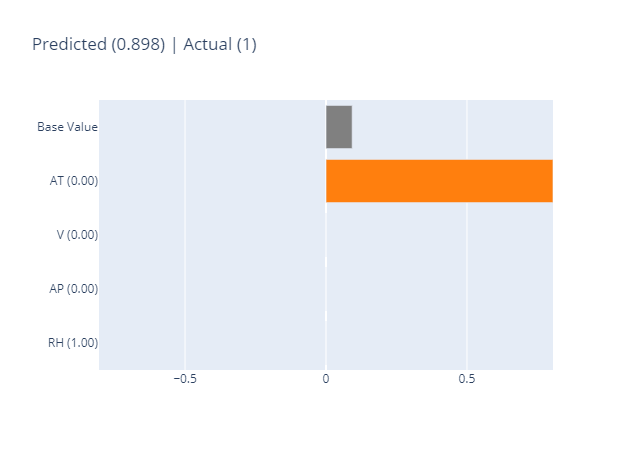 Predicted (0.898) | Actual (1)
Base Value
AT (0.00)
V (0.00)
AP (0.00)
RH (1.00)
−0.5 0 0.5